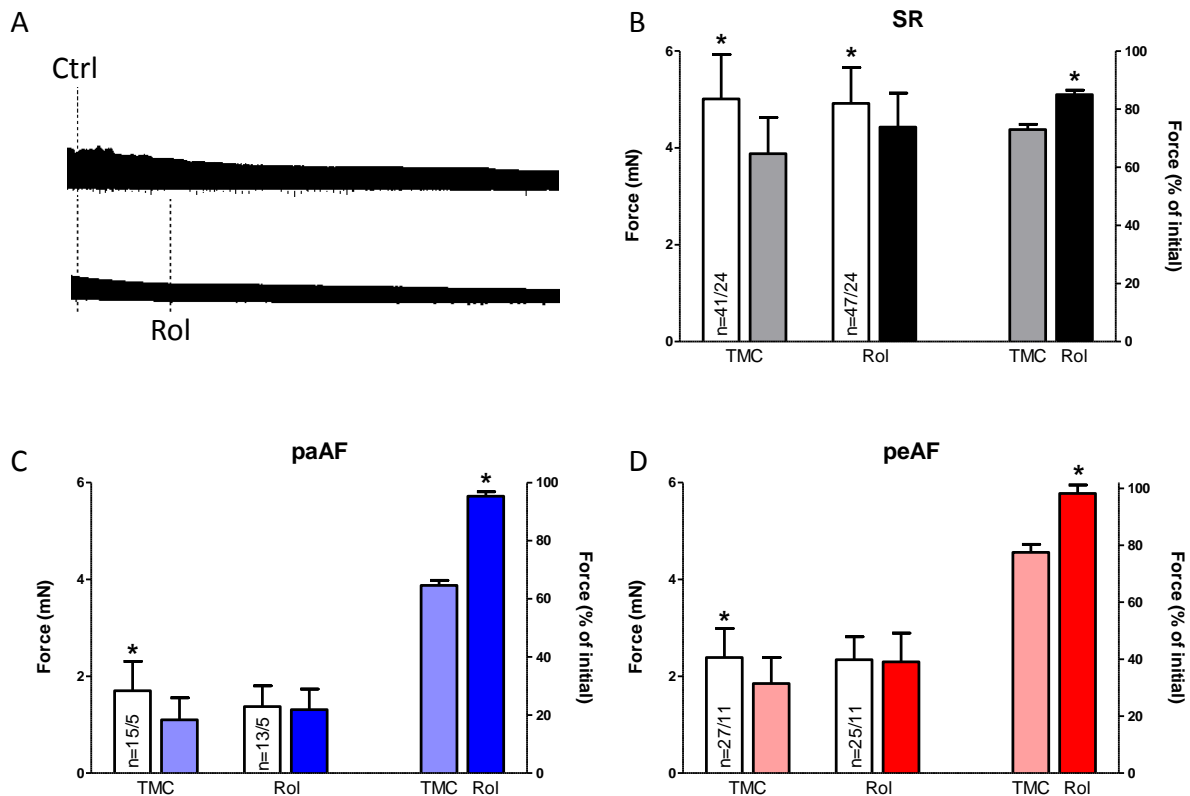 A
Ctrl
Rol
B
SR
Force (mN)
6
4
2
0
n=41/24
n=47/24
*
*
*
TMC
Rol
TMC Rol
100
80
60
40
20
0
Force (% of initial)
C
paAF
Force (mN)
6
4
2
0
n=15/5
n=13/5
*
*
TMC
Rol
TMC Rol
100
80
60
40
20
0
Force (% of initial)
D
peAF
Force (mN)
6
4
2
0
n=27/11
n=25/11
*
*
TMC
Rol
TMC Rol
100
80
60
40
20
0
Force (% of initial)